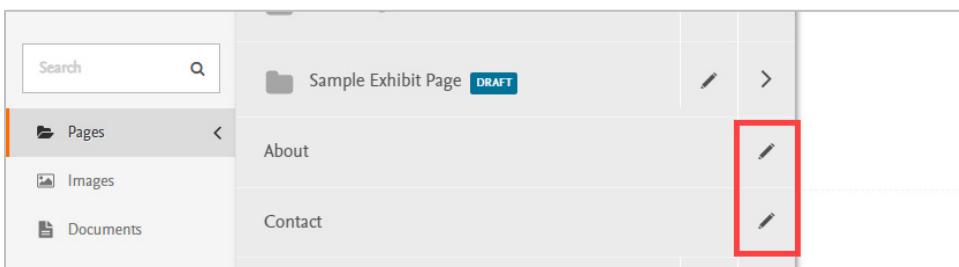 Search
Pages
Images
Documents
Sample Exhibit Page DRAFT
About
Contact